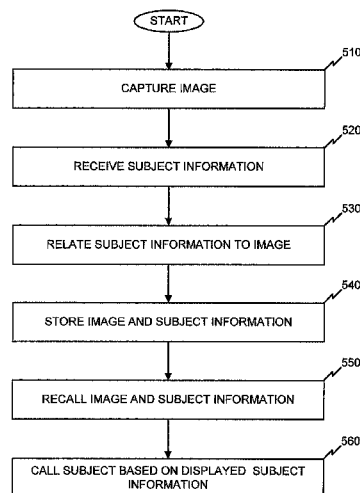 START
510
CAPTURE IMAGE
520
RECEIVE SUBJECT INFORMATION
530
RELATE SUBJECT INFORMATION TO IMAGE
540
STORE IMAGE AND SUBJECT INFORMATION
550
RECALL IMAGE AND SUBJECT INFORMATION
560
CALL SUBJECT BASED ON DISPLAYED SUBJECT
INFORMATION